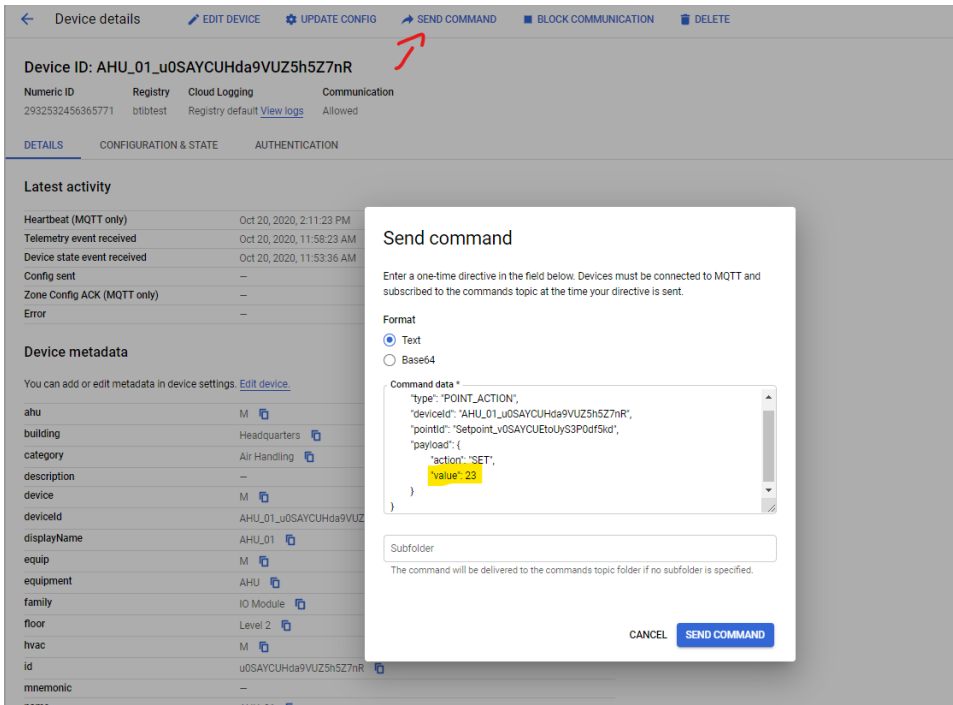 Device details EDIT DEVICE UPDATE CONFIG SEND COMMAND BLOCK COMMUNICATION DELETE
Device ID: AHU_01_u0SAYCUHda9VUZ5h5Z7nR
Numeric ID Registry Cloud Logging Communication
2932532456365771 btibtest Registry default View logs Allowed
DETAILS CONFIGURATION & STATE AUTHENTICATION
Latest activity
Heartbeat (MQTT only) Oct 20, 2020, 2:11:23 PM
Telemetry event received Oct 20, 2020, 11:58:23 AM
Device state event received Oct 20, 2020, 11:53:36 AM
Config sent –
Zone Config ACK (MQTT only) –
Error –
Device metadata
You can add or edit metadata in device settings. Edit device.
ahu M
building Headquarters
category Air Handling
description –
device M
deviceId AHU_01_u0SAYCUHda9VUZ
displayName AHU_01
equip M
equipment AHU
family IO Module
floor Level 2
hvac M
id u0SAYCUHda9VUZ5h5Z7nR
mnemonic –
Send command
Enter a one-time directive in the field below. Devices must be connected to MQTT and
subscribed to the commands topic at the time your directive is sent.
Format
Text
Base64
Command data *
"type": "POINT_ACTION",
"deviceId": "AHU_01_u0SAYCUHda9VUZ5h5Z7nR",
"pointId": "Setpoint_v0SAYCUEtoUyS3P0df5kd",
"payload": {
"action": "SET",
"value": 23
}
}
Subfolder
The command will be delivered to the commands topic folder if no subfolder is specified.
CANCEL SEND COMMAND